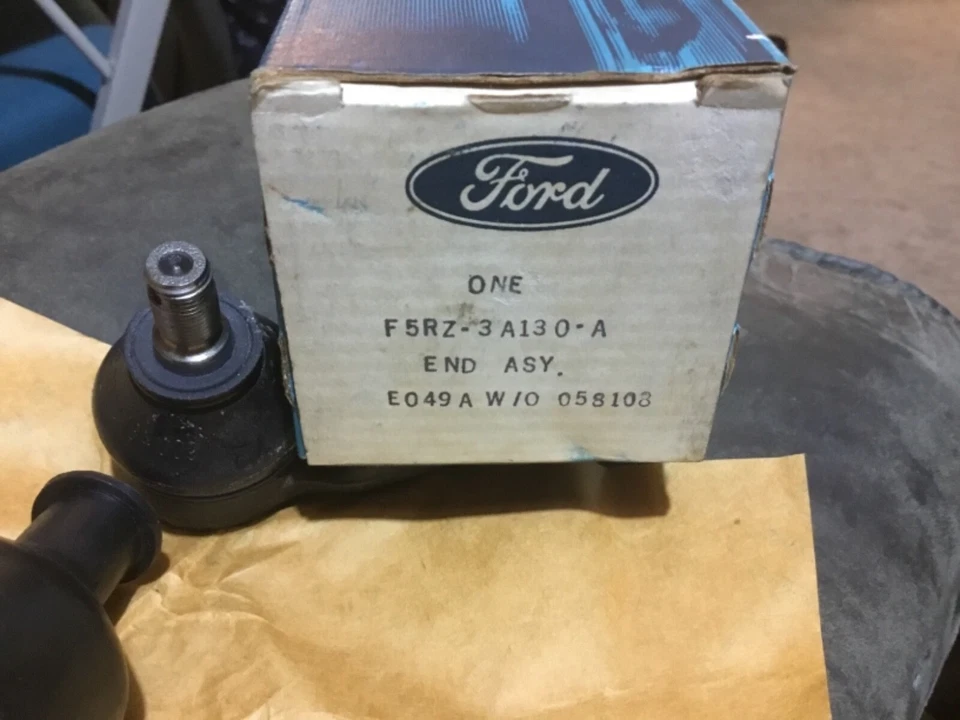 Ford
ONE
F5RZ-3A130-A
END ASY.
E049A W/O 058108